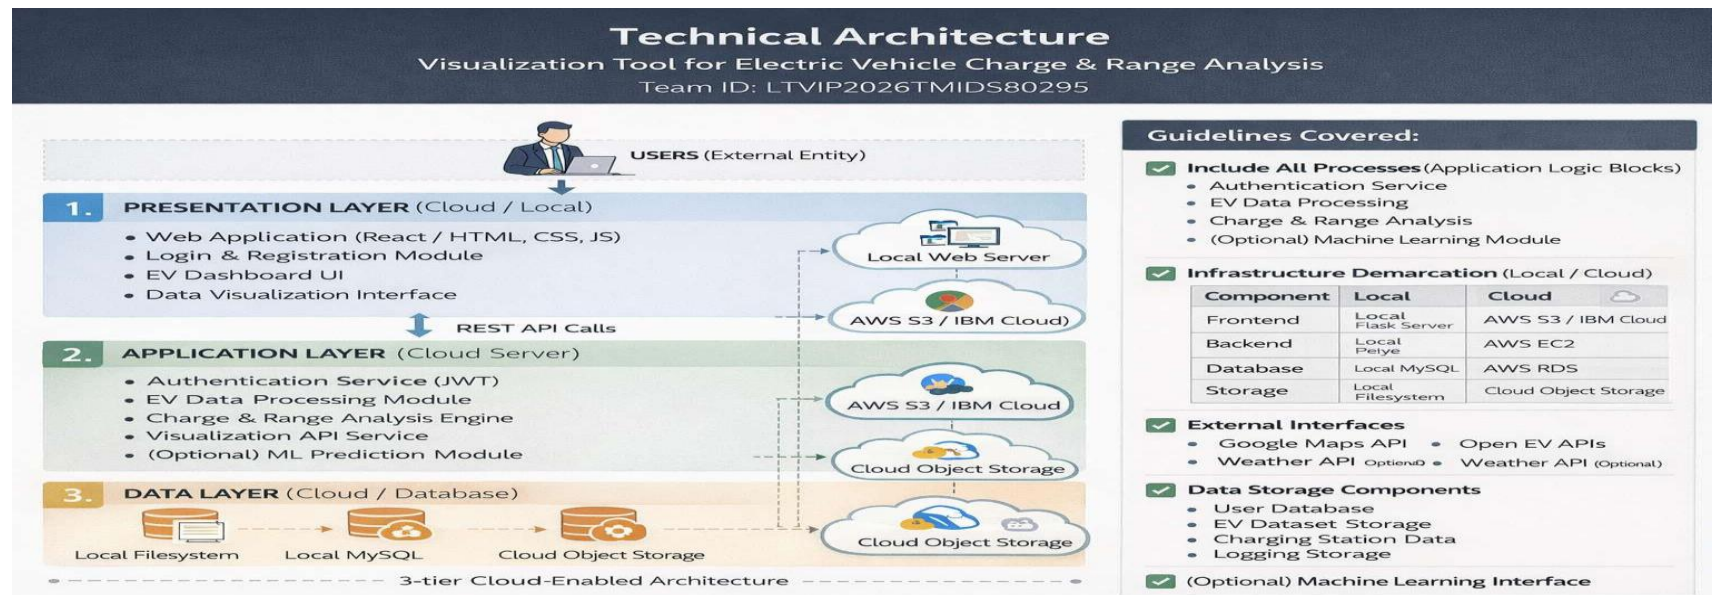 Technical Architecture
Visualization Tool for Electric Vehicle Charge & Range Analysis
Team ID: LTVIP2026TMIDS80295
USERS (External Entity)
1. PRESENTATION LAYER (Cloud / Local)
• Web Application (React / HTML, CSS, JS)
• Login & Registration Module
• EV Dashboard UI
• Data Visualization Interface
Local Web Server
AWS S3 / IBM Cloud)
REST API Calls
2. APPLICATION LAYER (Cloud Server)
• Authentication Service (JWT)
• EV Data Processing Module
• Charge & Range Analysis Engine
• Visualization API Service
• (Optional) ML Prediction Module
AWS S3 / IBM Cloud
Cloud Object Storage
3. DATA LAYER (Cloud / Database)
Local Filesystem
Local MySQL
Cloud Object Storage
Cloud Object Storage
3-tier Cloud-Enabled Architecture
Guidelines Covered:
Include All Processes (Application Logic Blocks)
• Authentication Service
• EV Data Processing
• Charge & Range Analysis
• (Optional) Machine Learning Module
Infrastructure Demarcation (Local / Cloud)
Component Local Cloud
Frontend Local Flask Server AWS S3 / IBM Cloud
Backend Local Peiye AWS EC2
Database Local MySQL AWS RDS
Storage Local Filesystem Cloud Object Storage
External Interfaces
• Google Maps API • Open EV APIs
• Weather API • Weather API (Optional)
Data Storage Components
• User Database
• EV Dataset Storage
• Charging Station Data
• Logging Storage
(Optional) Machine Learning Interface